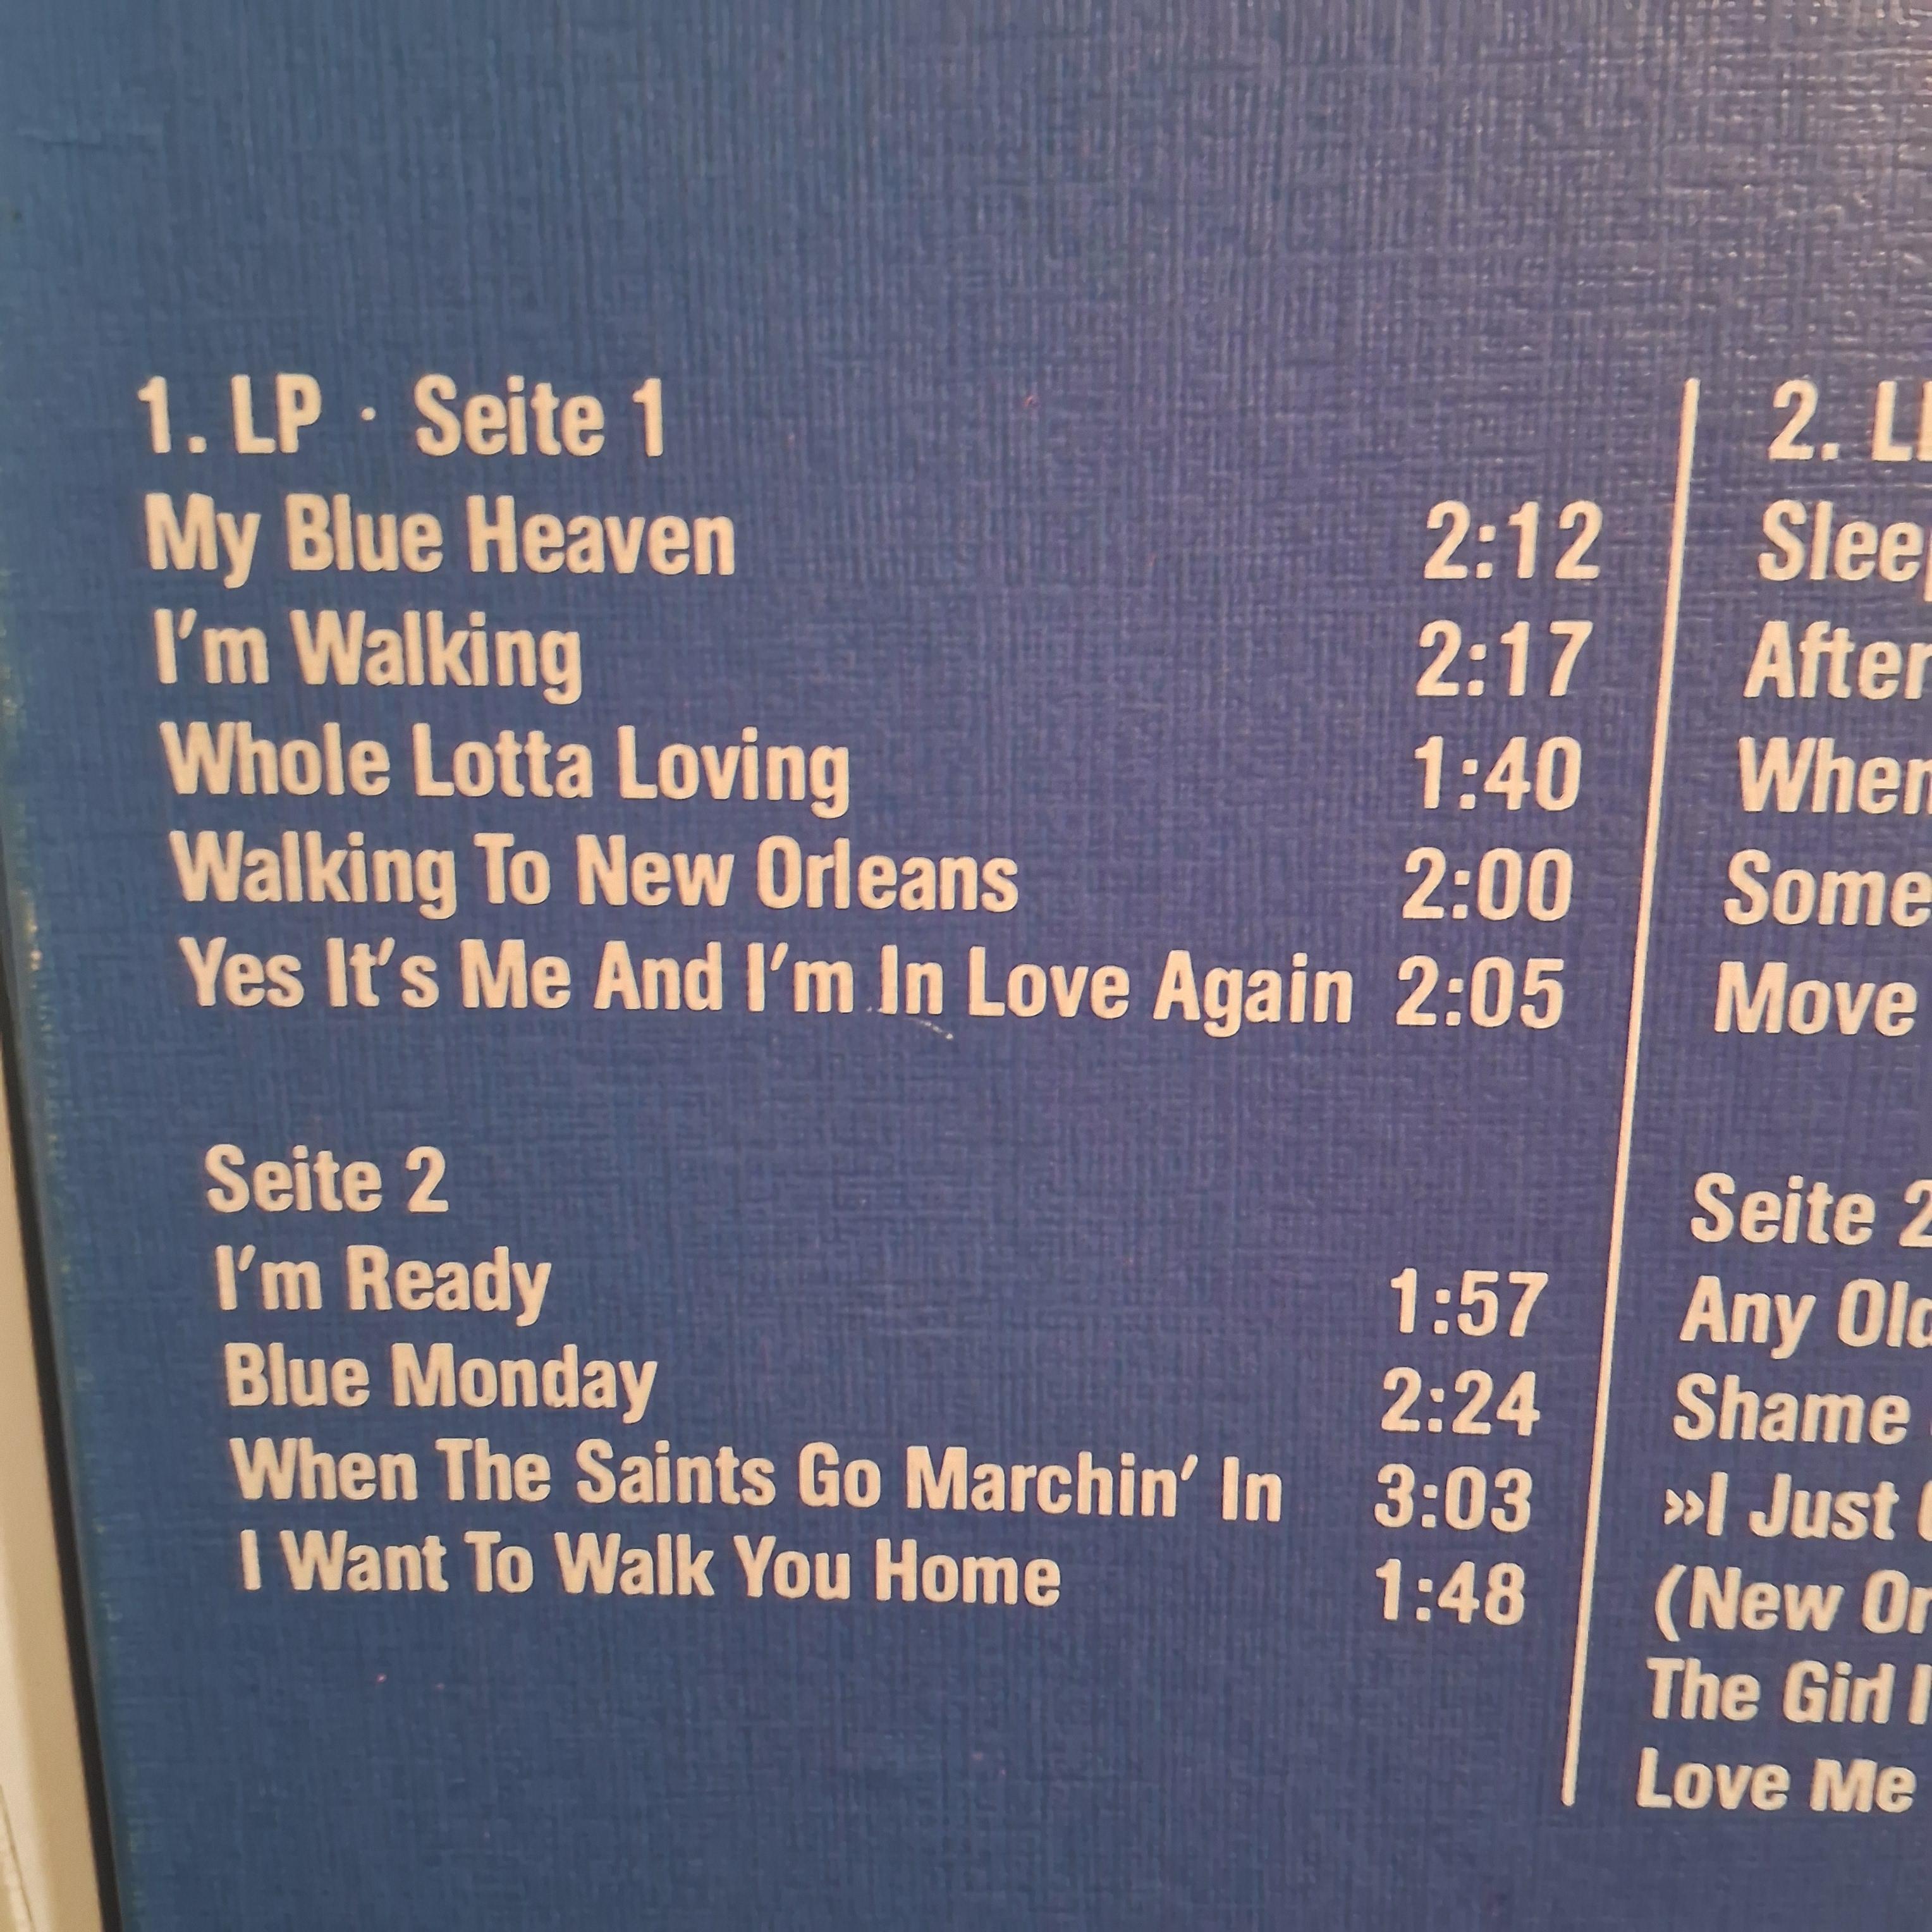 1. LP · Seite 1
My Blue Heaven 2:12
I'm Walking 2:17
Whole Lotta Loving 1:40
Walking To New Orleans 2:00
Yes It's Me And I'm In Love Again 2:05
Seite 2
I'm Ready 1:57
Blue Monday 2:24
When The Saints Go Marchin' In 3:03
I Want To Walk You Home 1:48
2.
After
Some
Move
Seite 2
Any
Shame
»I Just
(New
The Girl I
Love Me